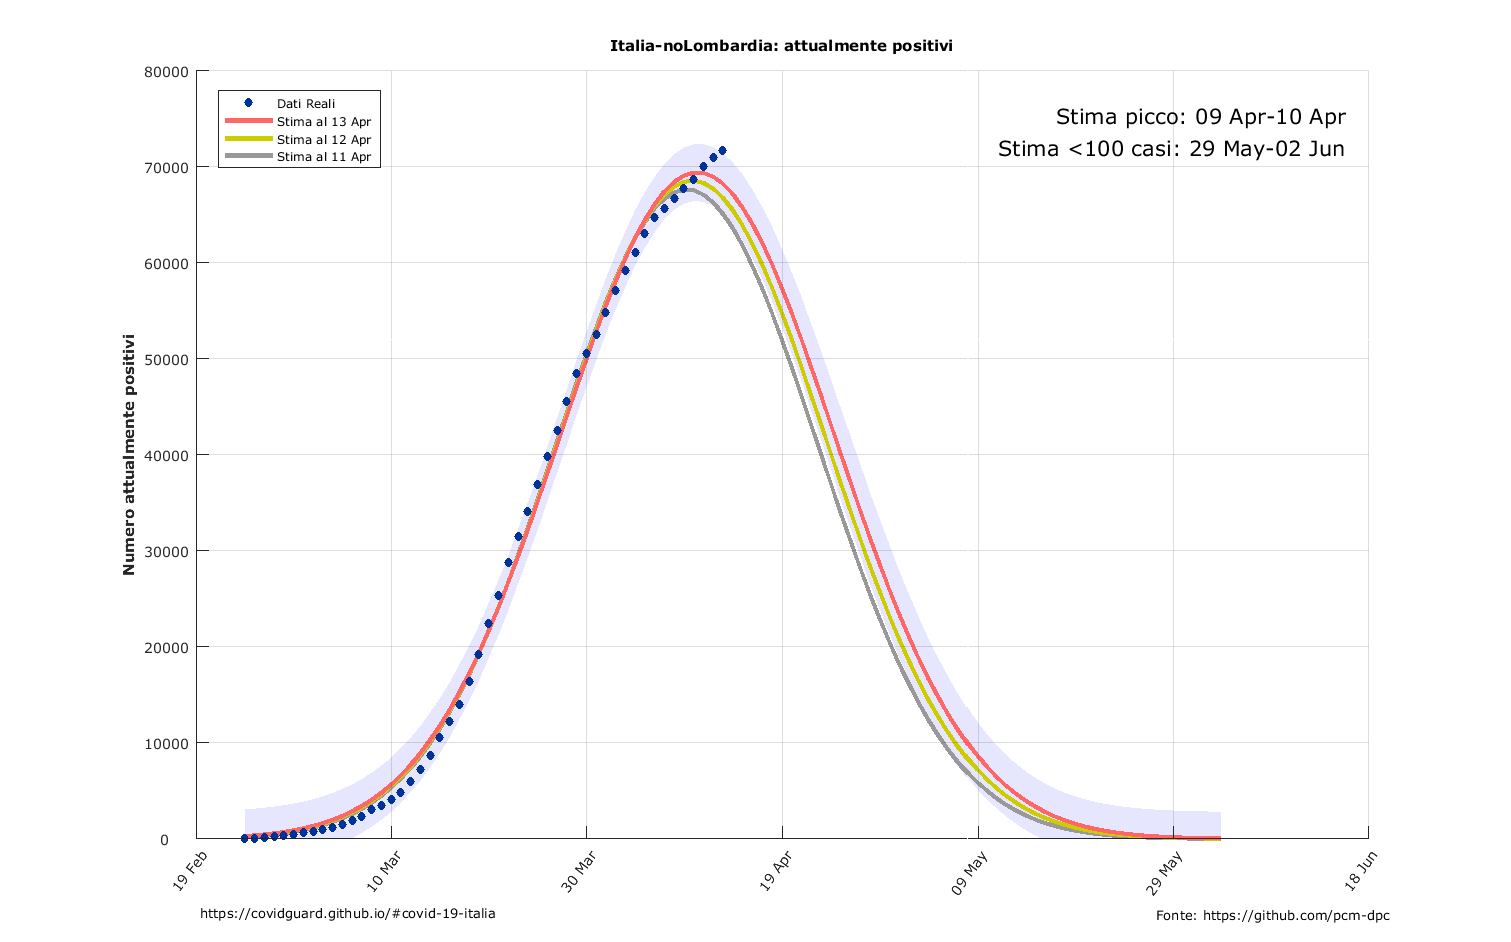 Italia-noLombardia: attualmente positivi
80000
70000
60000
50000
40000
30000
20000
10000
0
Numero attualmente positivi
Dati Reali
Stima al 13 Apr
Stima al 12 Apr
Stima al 11 Apr
Stima picco: 09 Apr-10 Apr
Stima <100 casi: 29 May-02 Jun
19 Feb
10 Mar
30 Mar
19 Apr
09 May
29 May
18 Jun
https://covidguard.github.io/#covid-19-italia
Fonte: https://github.com/pcm-dpc